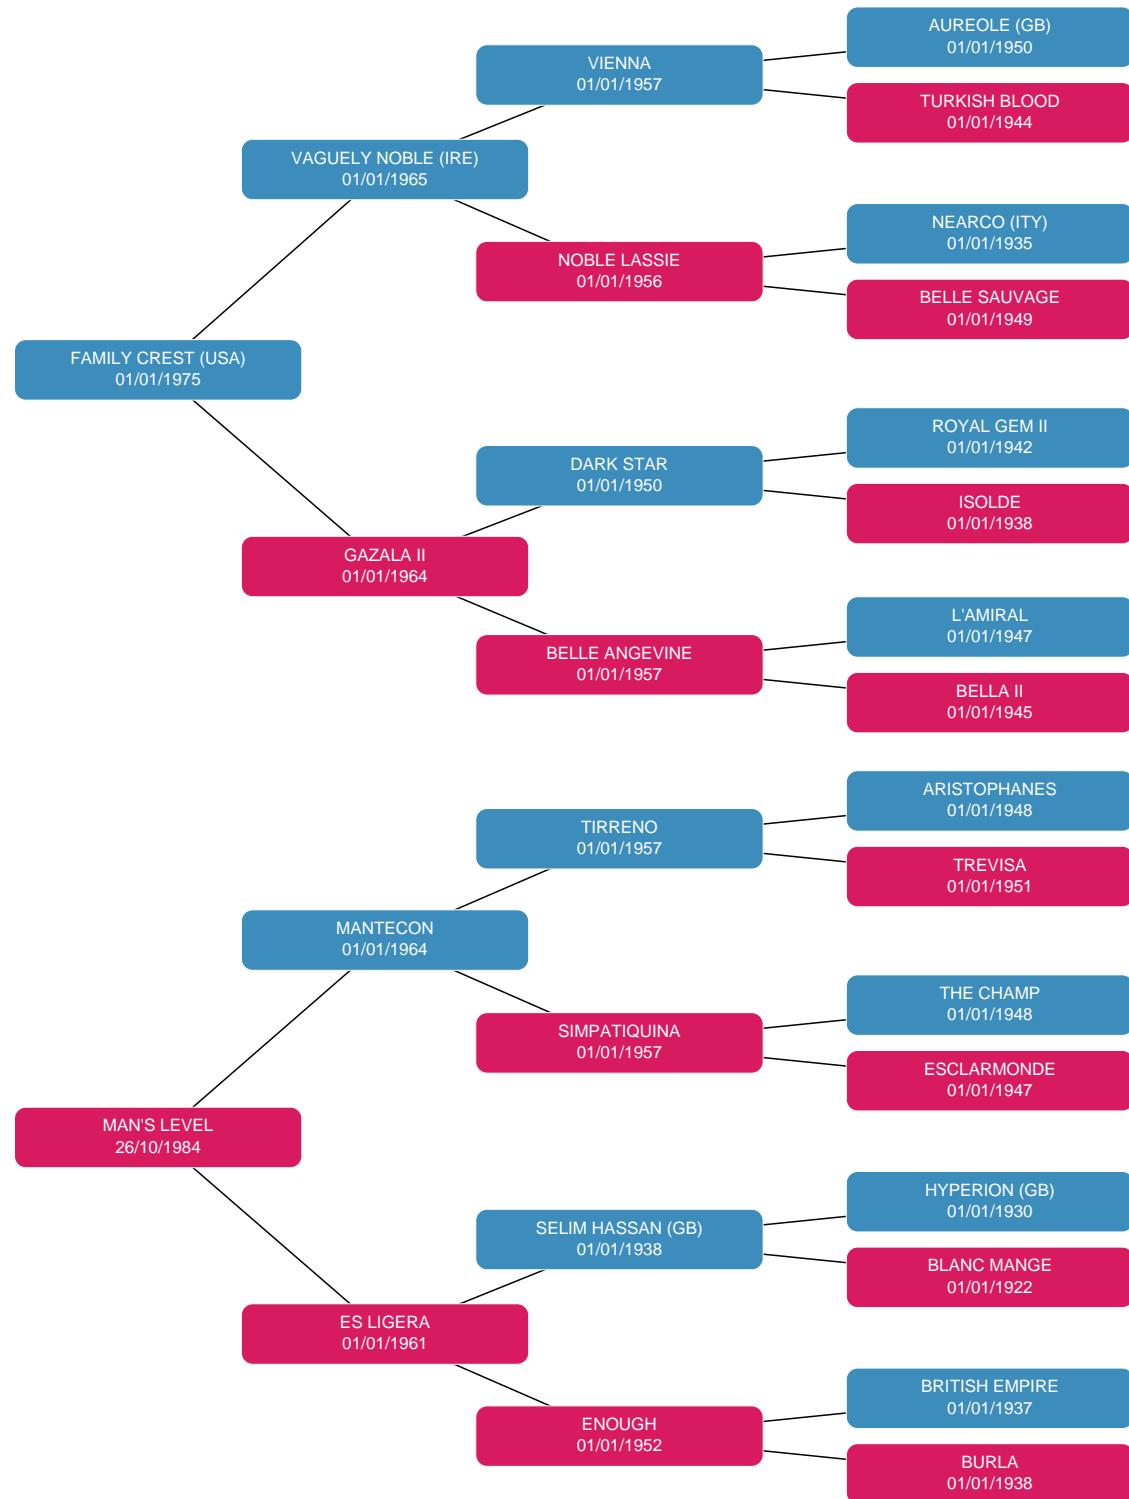 AUREOLE (GB)
01/01/1950
VIENNA
01/01/1957
TURKISH BLOOD
01/01/1944
VAGUELY NOBLE (IRE)
01/01/1965
NEARCO (ITY)
01/01/1935
NOBLE LASSIE
01/01/1956
BELLE SAUVAGE
01/01/1949
FAMILY CREST (USA)
01/01/1975
ROYAL GEM II
01/01/1942
DARK STAR
01/01/1950
ISOLDE
01/01/1938
GAZALA II
01/01/1964
L'AMIRAL
01/01/1947
BELLE ANGEVINE
01/01/1957
BELLA II
01/01/1945
ARISTOPHANES
01/01/1948
TIRRENO
01/01/1957
TREVISA
01/01/1951
MANTECON
01/01/1964
THE CHAMP
01/01/1948
SIMPATIQUINA
01/01/1957
ESCLARMONDE
01/01/1947
MAN'S LEVEL
26/10/1984
HYPERION (GB)
01/01/1930
SELIM HASSAN (GB)
01/01/1938
BLANC MANGE
01/01/1922
ES LIGERA
01/01/1961
BRITISH EMPIRE
01/01/1937
ENOUGH
01/01/1952
BURLA
01/01/1938